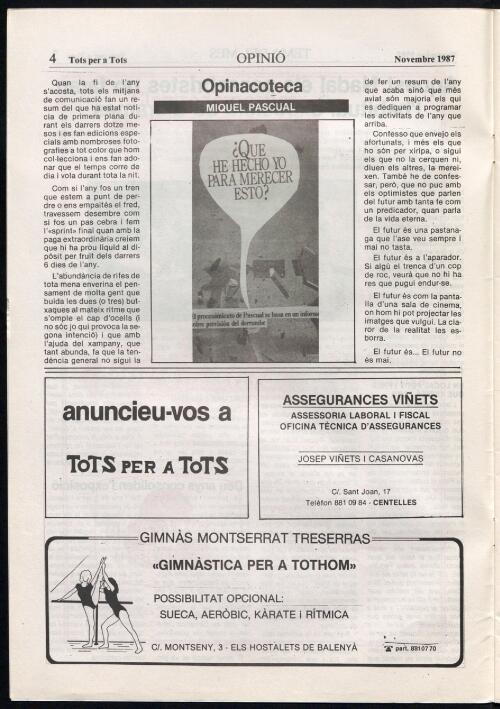 4 Tots per a Tots
OPINIÓ
Novembre 1987
Opinacoteca
MIQUEL PASCUAL
Quan la fi de l'any
s'acosta, tots els mitjans
de comunicació fan un re-
sum del que ha estat notí-
cia de primera plana du-
rant els darrers dotze me-
sos i es fan edicions espe-
cials amb nombroses foto-
grafies a tot color que hom
col·lecciona i ens fan ado-
nar que el temps corre de
dia i vola durant tota la nit.
Com si l'any fos un tren
que estem a punt de per-
dre o ens empaités el fred,
travessem desembre com
si fos un pas cebra i fem
l'«sprint» final quan amb la
paga extraordinària creiem
que hi ha prou líquid al di-
pòsit per fruit dels darrers
6 dies de l'any.
L'abundància de rifes de
tota mena enverina el pen-
sament de molta gent que
buida les dues (o tres) but-
xaques al mateix ritme que
s'omple el cap d'ocells (i
no sóc jo qui provoca la se-
gona intenció) i que amb
l'ajuda del xampany, que
tant abunda, fa que la ten-
dència general no sigui la
¿QUE
HE HECHO YO
PARA MERECER
ESTO?
El procesamiento de Pascual se basa en un informe
sobre previsión del derrumbe
de fer un resum de l'any
que acaba sinó que més
aviat són majoria els qui
es dediquen a programar
les activitats de l'any que
arriba.
Confesso que envejo els
afortunats, i més els que
ho són per xiripa, o sigui
els que no la cerquen ni,
diuen els altres, la merei-
xen. També he de confes-
sar, però, que no puc amb
els optimistes que parlen
del futur amb tanta fe com
un predicador, quan parla
de la vida eterna.
El futur és una pastana-
ga que l'ase veu sempre i
mai no tasta.
El futur és a l'aparador.
Si algú el trenca d'un cop
de roc, veurà que no hi ha
res que pugui endur-se.
El futur és com la panta-
lla d'una sala de cinema,
on hom hi pot projectar les
imatges que vulgui. La cla-
ror de la realitat les es-
borra.
El futur és... El futur no
és mai.
anuncieu-vos a
TOTS PER A TOTS
ASSEGURANCES VIÑETS
ASSESSORIA LABORAL I FISCAL
OFICINA TÉCNICA D'ASSEGURANCES
JOSEP VIÑETS I CASANOVAS
C/. Sant Joan, 17
Telèfon 881 09 84 - CENTELLES
GIMNÀS MONTSERRAT TRESERRAS
«GIMNÀSTICA PER A TOTHOM»
POSSIBILITAT OPCIONAL:
SUECA, AERÒBIC, KÀRATE I RÍTMICA
C/. MONTSENY, 3 - ELS HOSTALETS DE BALENYÀ
☎ part. 8810770